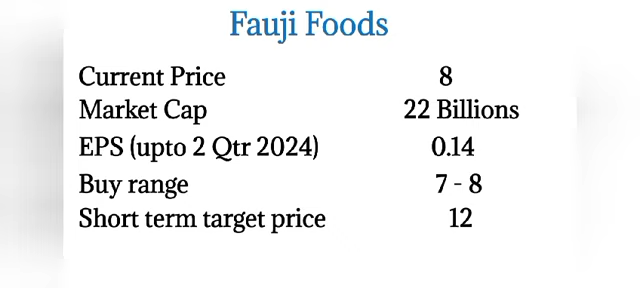 Fauji Foods
Current Price 8
Market Cap 22 Billions
EPS (upto 2 Qtr 2024) 0.14
Buy range 7 - 8
Short term target price 12